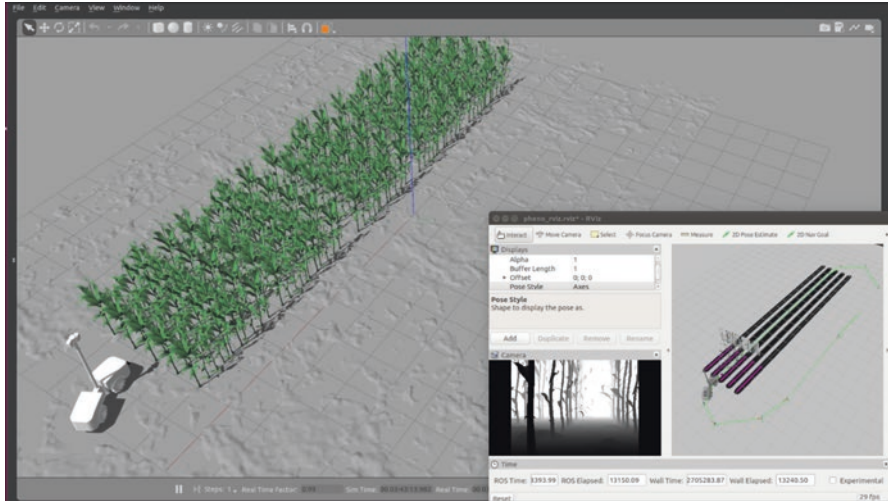 File Edit Camera View Window Help
Steps: 1 Real Time Factor: 0.99 Sim Time: Real Time:
pheno_rviz.rviz* - RViz
Interact Move Camera Select Focus Camera Measure 2D Pose Estimate 2D Nav Goal
Displays
Alpha 1
Buffer Length 1
Offset 0; 0; 0
Pose Style Axes
Pose Style
Shape to display the pose as.
Add Duplicate Remove Rename
Camera
Time
ROS Time: 3393.99 ROS Elapsed: 13150.09 Wall Time: 2705283.87 Wall Elapsed: 13240.50 Experimental
Reset 29 fps